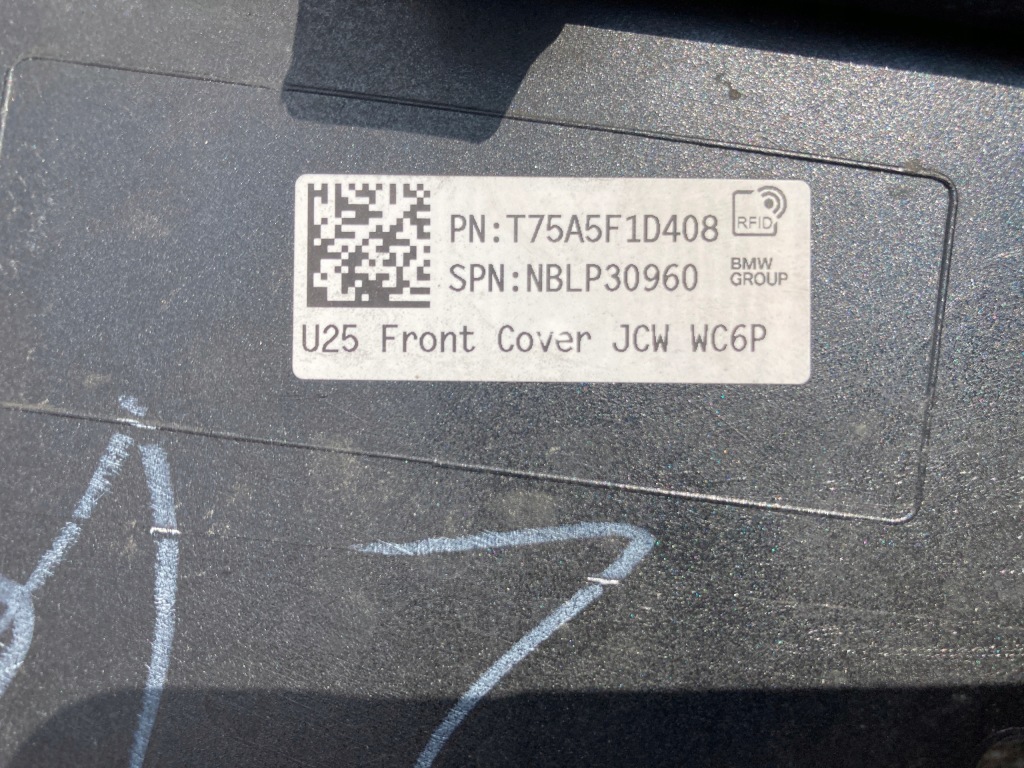 PN:T75A5F1D408
RFID
SPN:NBLP30960
BMW
GROUP
U25 Front Cover JCW WC6P